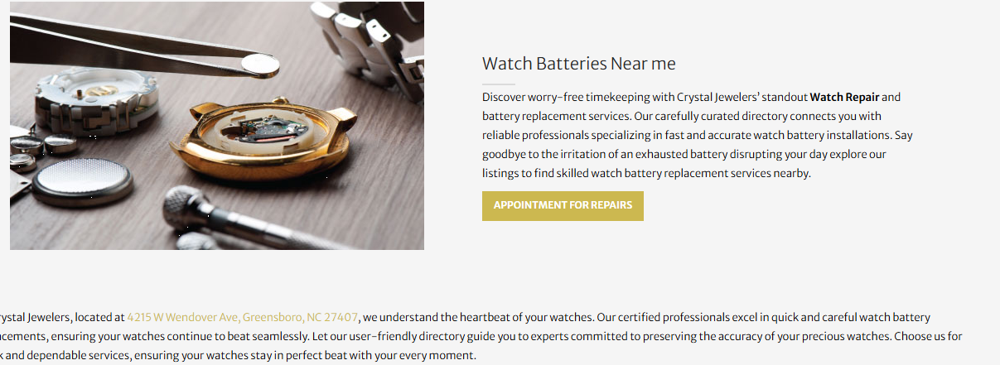 Watch Batteries Near me
Discover worry-free timekeeping with Crystal Jewelers' standout Watch Repair and
battery replacement services. Our carefully curated directory connects you with
reliable professionals specializing in fast and accurate watch battery installations. Say
goodbye to the irritation of an exhausted battery disrupting your day explore our
listings to find skilled watch battery replacement services nearby.
APPOINTMENT FOR REPAIRS
rystal Jewelers, located at 4215 W Wendover Ave, Greensboro, NC 27407, we understand the heartbeat of your watches. Our certified professionals excel in quick and careful watch battery
acements, ensuring your watches continue to beat seamlessly. Let our user-friendly directory guide you to experts committed to preserving the accuracy of your precious watches. Choose us for
k and dependable services, ensuring your watches stay in perfect beat with your every moment.